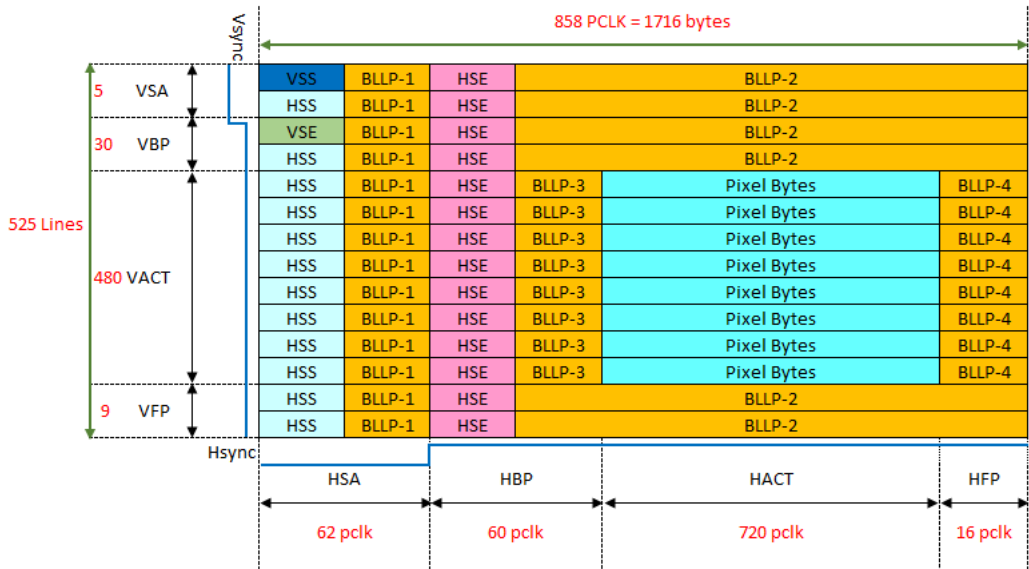 Vsync
858 PCLK = 1716 bytes
5 VSA
VSS BLLP-1 HSE BLLP-2
HSS BLLP-1 HSE BLLP-2
30 VBP
VSE BLLP-1 HSE BLLP-2
HSS BLLP-1 HSE BLLP-2
525 Lines
480 VACT
HSS BLLP-1 HSE BLLP-3 Pixel Bytes BLLP-4
HSS BLLP-1 HSE BLLP-3 Pixel Bytes BLLP-4
HSS BLLP-1 HSE BLLP-3 Pixel Bytes BLLP-4
HSS BLLP-1 HSE BLLP-3 Pixel Bytes BLLP-4
HSS BLLP-1 HSE BLLP-3 Pixel Bytes BLLP-4
HSS BLLP-1 HSE BLLP-3 Pixel Bytes BLLP-4
HSS BLLP-1 HSE BLLP-3 Pixel Bytes BLLP-4
HSS BLLP-1 HSE BLLP-3 Pixel Bytes BLLP-4
9 VFP
HSS BLLP-1 HSE BLLP-2
HSS BLLP-1 HSE BLLP-2
Hsync
HSA HBP HACT HFP
62 pclk 60 pclk 720 pclk 16 pclk